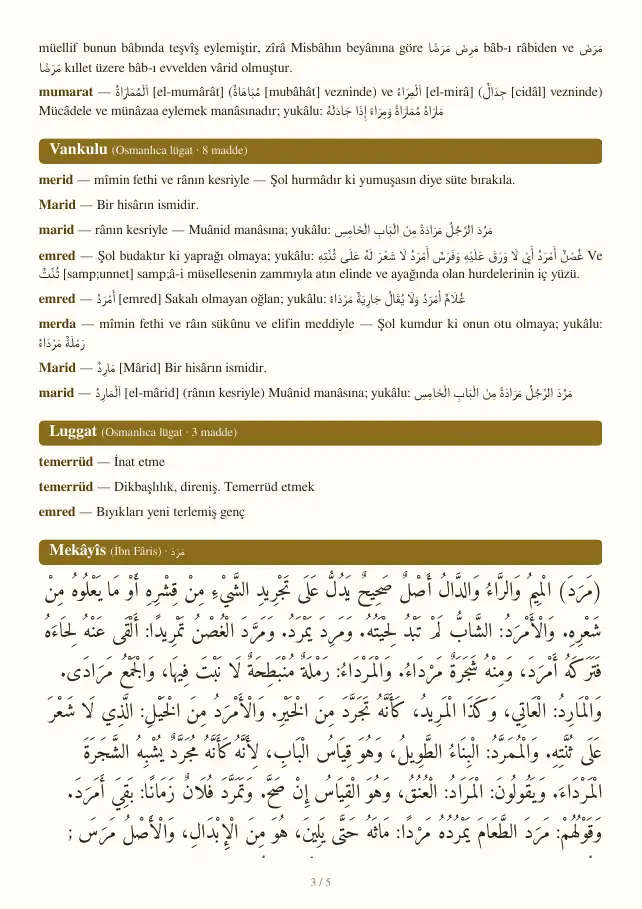 müellif bunun bâbında teşvîş eylemiştir, zîrâ Misbâhın beyânına göre مَرِضَ مَرَضًا bâb-ı râbiden ve مَرَضَ
مَرَضًا kıllet üzere bâb-ı evvelden vârid olmuştur.
mumarat — اَلْمُمَارَاةُ [el-mumârât] (مُبَاهَاةٌ [mubâhât] vezninde) ve اَلْمِرَاءُ [el-mirâ] (جِدَالٌ [cidâl] vezninde)
Mücâdele ve münâzaa eylemek manâsınadır; yukâlu: مَارَاهُ مُمَارَاةً وَمِرَاءً إِذَا جَادَلَهُ
Vankulu (Osmanlıca lügat · 8 madde)
merid — mîmin fethi ve rânın kesriyle — Şol hurmâdır ki yumuşasın diye süte bırakıla.
Marid — Bir hisârın ismidir.
marid — rânın kesriyle — Muânid manâsına; yukâlu: مَرُدَ الرَّجُلُ مَرَادَةً مِن الْبَابِ الْخَامِسِ
emred — Şol budaktır ki yaprağı olmaya; yukâlu: غُصْنٌ أَمْرَدُ أَيْ لَا وَرَقَ عَلَيْهِ وَفَرَسٌ أَمْرَدُ لَا شَعْرَ لَهُ عَلَى ثُنَّتِهِ Ve
ثُنَّتٌ [samp;unnet] samp;â-i müsellesenin zammıyla atın elinde ve ayağında olan hurdelerinin iç yüzü.
emred — أَمْرَدُ [emred] Sakalı olmayan oğlan; yukâlu: غُلَامٌ أَمْرَدُ وَلَا يُقَالُ جَارِيَةٌ مَرْدَاءُ
merda — mîmin fethi ve râın sükûnu ve elifin meddiyle — Şol kumdur ki onun otu olmaya; yukâlu:
رَمْلَةٌ مَرْدَاءُ
Marid — مَارِدٌ [Mârid] Bir hisârın ismidir.
marid — اَلْمَارِدُ [el-mârid] (rânın kesriyle) Muânid manâsına; yukâlu: مَرُدَ الرَّجُلُ مَرَادَةً مِن الْبَابِ الْخَامِسِ
Luggat (Osmanlıca lügat · 3 madde)
temerrüd — İnat etme
temerrüd — Dikbaşlılık, direniş. Temerrüd etmek
emred — Bıyıkları yeni terlemiş genç
Mekâyîs (İbn Fâris) · مَرَدَ
(مَرَدَ) الْمِيمُ وَالرَّاءُ وَالدَّالُ أَصْلٌ صَحِيحٌ يَدُلُّ عَلَى تَجْرِيدِ الشَّيْءِ مِنْ قِشْرِهِ أَوْ مَا يَعْلُوهُ مِنْ
شَعْرِهِ. وَالْأَمْرَدُ: الشَّابُّ لَمْ تَبْدُ لِحْيَتُهُ. وَمَرِدَ يَمْرَدُ. وَمَرَّدَ الْغُصْنَ تَمْرِيدًا: أَلْقَى عَنْهُ لِحَاءَهُ
فَتَرَكَهُ أَمْرَدَ، وَمِنْهُ شَجَرَةٌ مَرْدَاءُ. وَالْمَرْدَاءُ: رَمْلَةٌ مُنْبَطِحَةٌ لَا نَبْتَ فِيهَا، وَالْجَمْعُ مَرَادَى.
وَالْمَارِدُ: الْعَاتِي، وَكَذَا الْمَرِيدُ، كَأَنَّهُ تَجَرَّدَ مِنَ الْخَيْرِ. وَالْأَمْرَدُ مِنَ الْخَيْلِ: الَّذِي لَا شَعْرَ
عَلَى ثُنَّتِهِ. وَالْمُمَرَّدُ: الْبِنَاءُ الطَّوِيلُ، وَهُوَ قِيَاسُ الْبَابِ، لِأَنَّهُ كَأَنَّهُ مُجَرَّدٌ يُشْبِهُ الشَّجَرَةَ
الْمَرْدَاءَ. وَيَقُولُونَ: الْمَرَادُ: الْعُنُقُ، وَهُوَ الْقِيَاسُ إِنْ صَحَّ. وَتَمَرَّدَ فُلَانٌ زَمَانًا: بَقِيَ أَمْرَدَ.
وَقَوْلُهُمْ: مَرَدَ الطَّعَامَ يَمْرُدُهُ مَرْدًا: مَاثَهُ حَتَّى يَلِينَ، هُوَ مِنَ الْإِبْدَالِ، وَالْأَصْلُ مَرَسَ ;
3 / 5